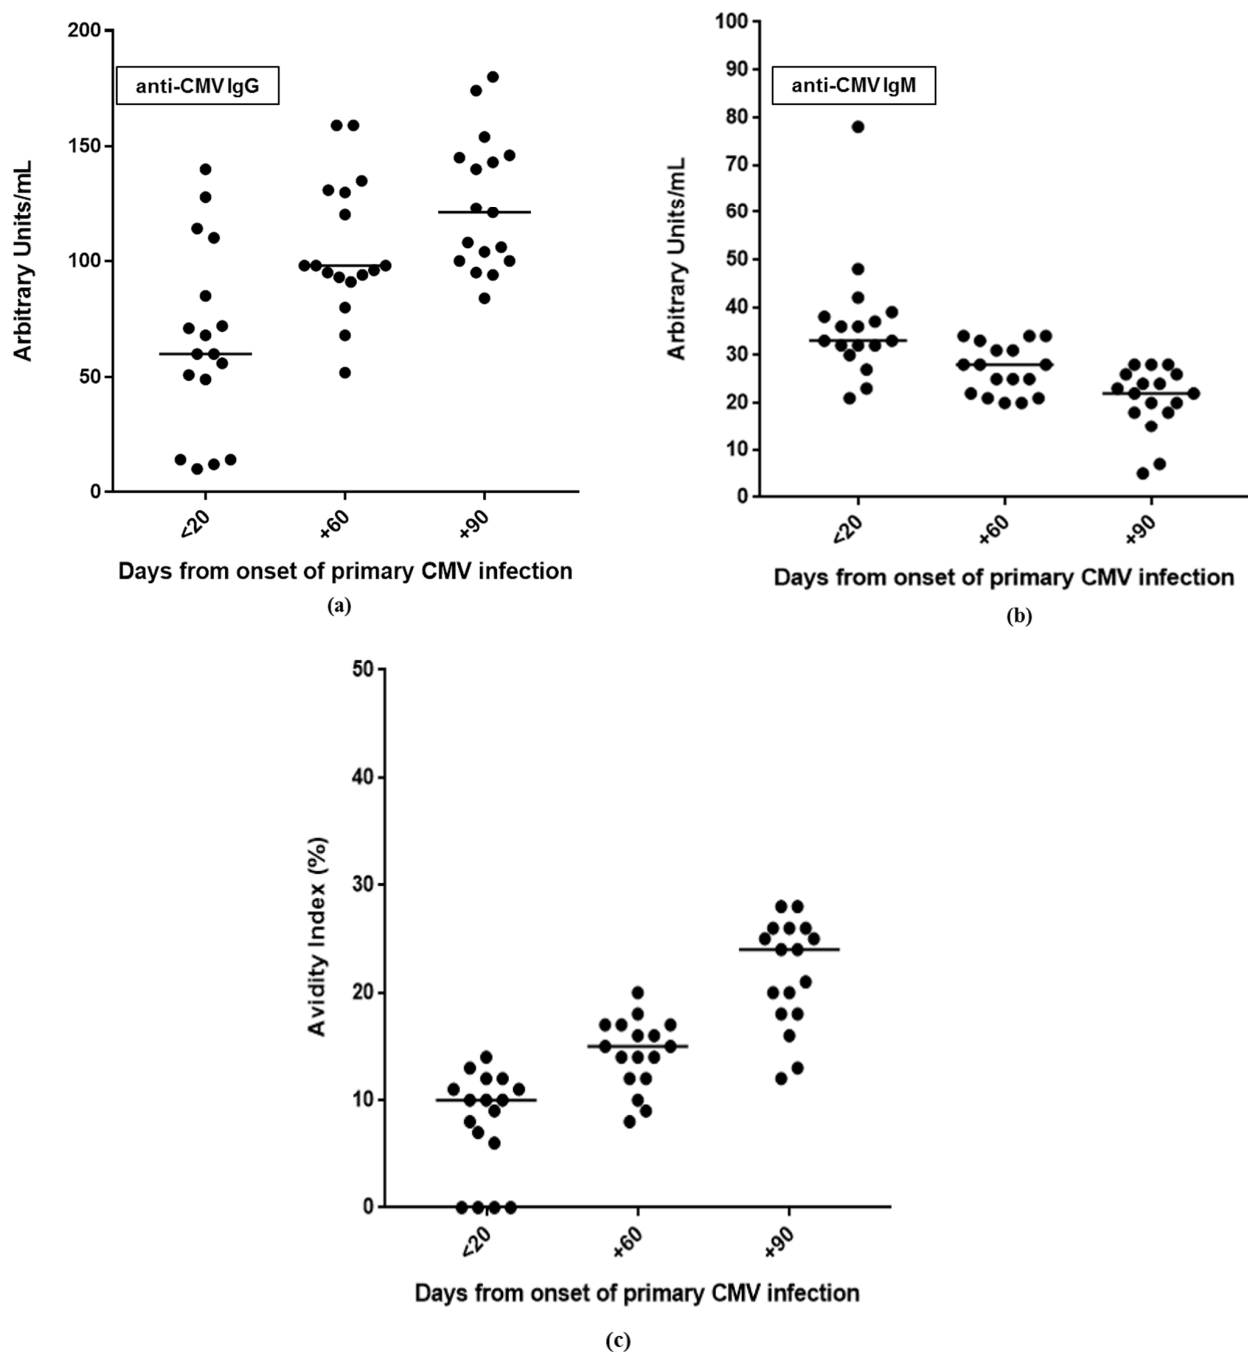 200
150
100
50
0
anti-CMV IgG
Arbitrary Units/mL
<20
+60
+90
Days from onset of primary CMV infection
(a)
100
90
80
70
60
50
40
30
20
10
0
anti-CMV IgM
Arbitrary Units/mL
<20
+60
+90
Days from onset of primary CMV infection
(b)
50
40
30
20
10
0
Avidity Index (%)
<20
+60
+90
Days from onset of primary CMV infection
(c)